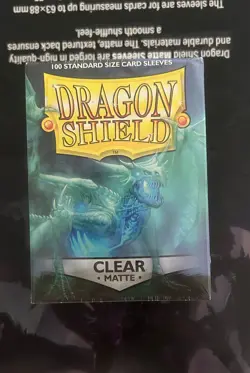 The sleeves are for cards measuring up to 63×88mm
a smooth shuffle-feel.
and durable materials. The matte, textured back ensures
Dragon Shield Matte sleeves are forged in high-quality
100 STANDARD SIZE CARD SLEEVES
DRAGON
SHIELD
™
CLEAR
• MATTE •